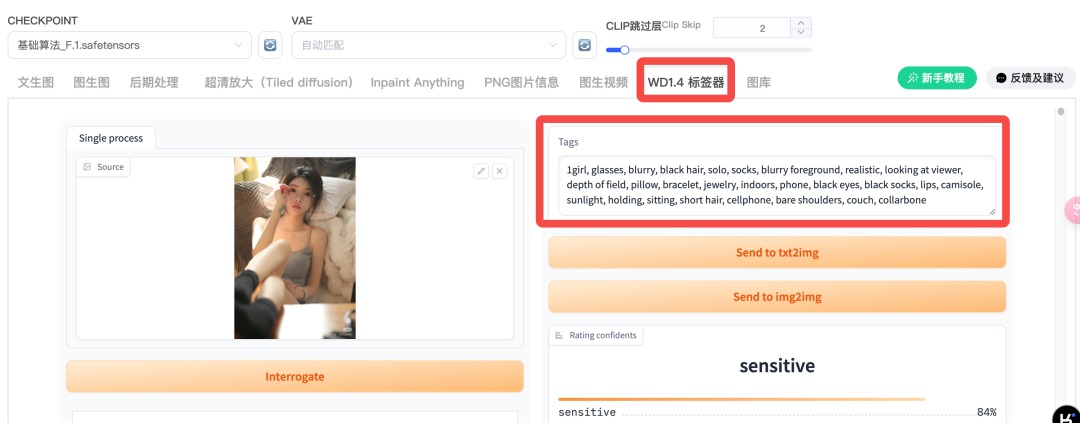 CHECKPOINT
VAE
CLIP跳过层Clip Skip
2
基础算法_F.1.safetensors
自动匹配
文生图 图生图 后期处理 超清放大（Tiled diffusion） Inpaint Anything PNG图片信息 图生视频 WD1.4 标签器 图库
新手教程
反馈及建议
Single process
Source
Interrogate
Tags
1girl, glasses, blurry, black hair, solo, socks, blurry foreground, realistic, looking at viewer,
depth of field, pillow, bracelet, jewelry, indoors, phone, black eyes, black socks, lips, camisole,
sunlight, holding, sitting, short hair, cellphone, bare shoulders, couch, collarbone
Send to txt2img
Send to img2img
Rating confidents
sensitive
sensitive 84%